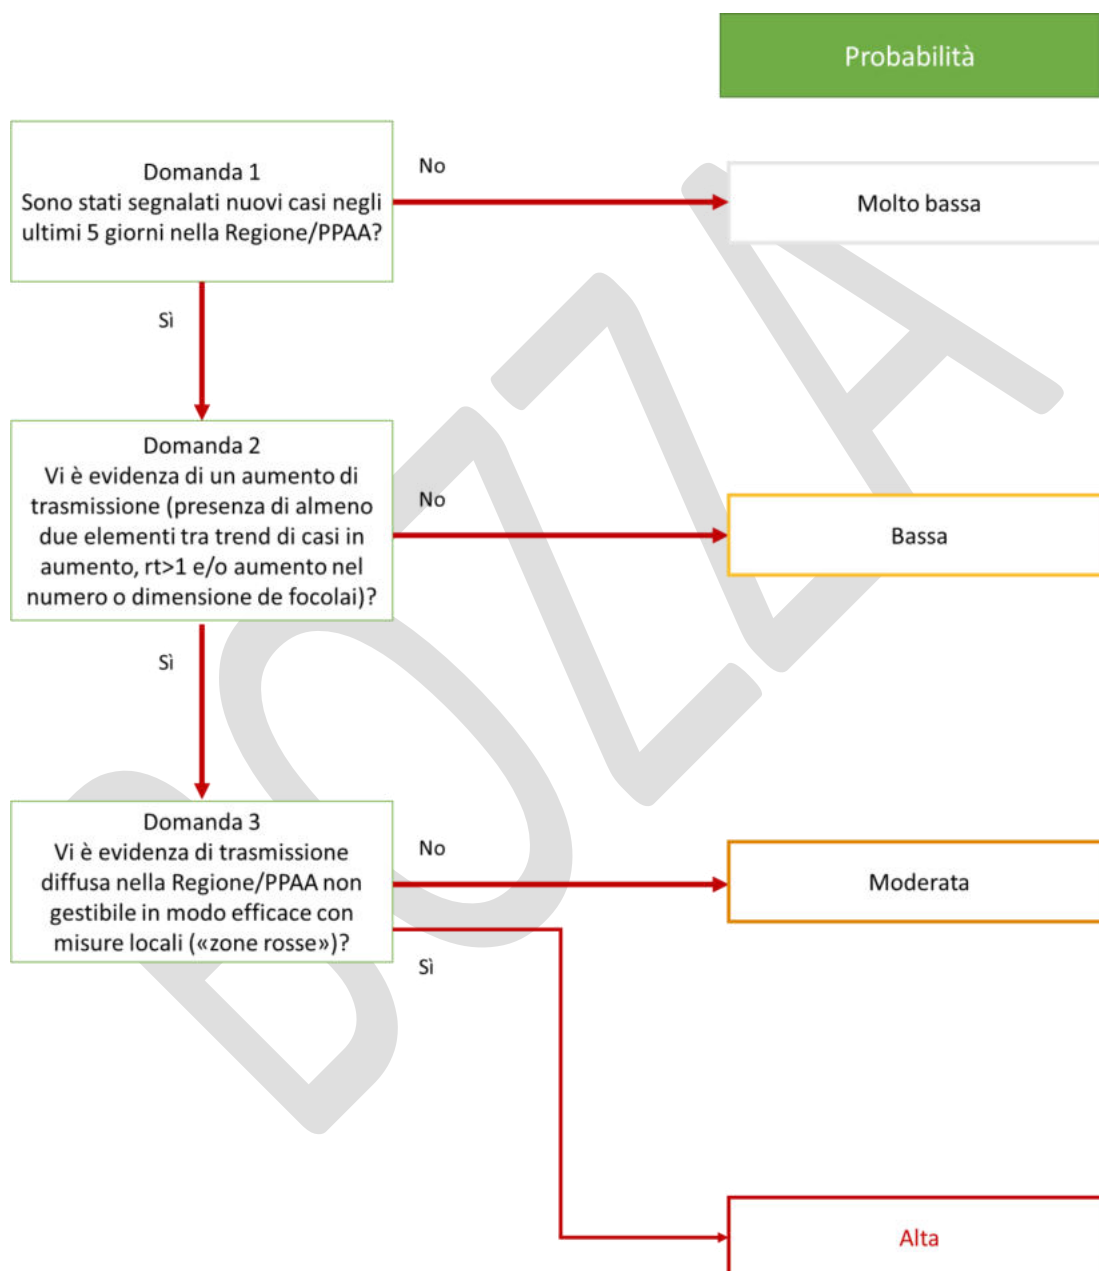 Probabilità
Domanda 1
Sono stati segnalati nuovi casi negli
ultimi 5 giorni nella Regione/PPAA?
No
Molto bassa
Sì
Domanda 2
Vi è evidenza di un aumento di
trasmissione (presenza di almeno
due elementi tra trend di casi in
aumento, rt>1 e/o aumento nel
numero o dimensione de focolai)?
No
Bassa
Sì
Domanda 3
Vi è evidenza di trasmissione
diffusa nella Regione/PPAA non
gestibile in modo efficace con
misure locali («zone rosse»)?
No
Moderata
Sì
Alta
BOZZA